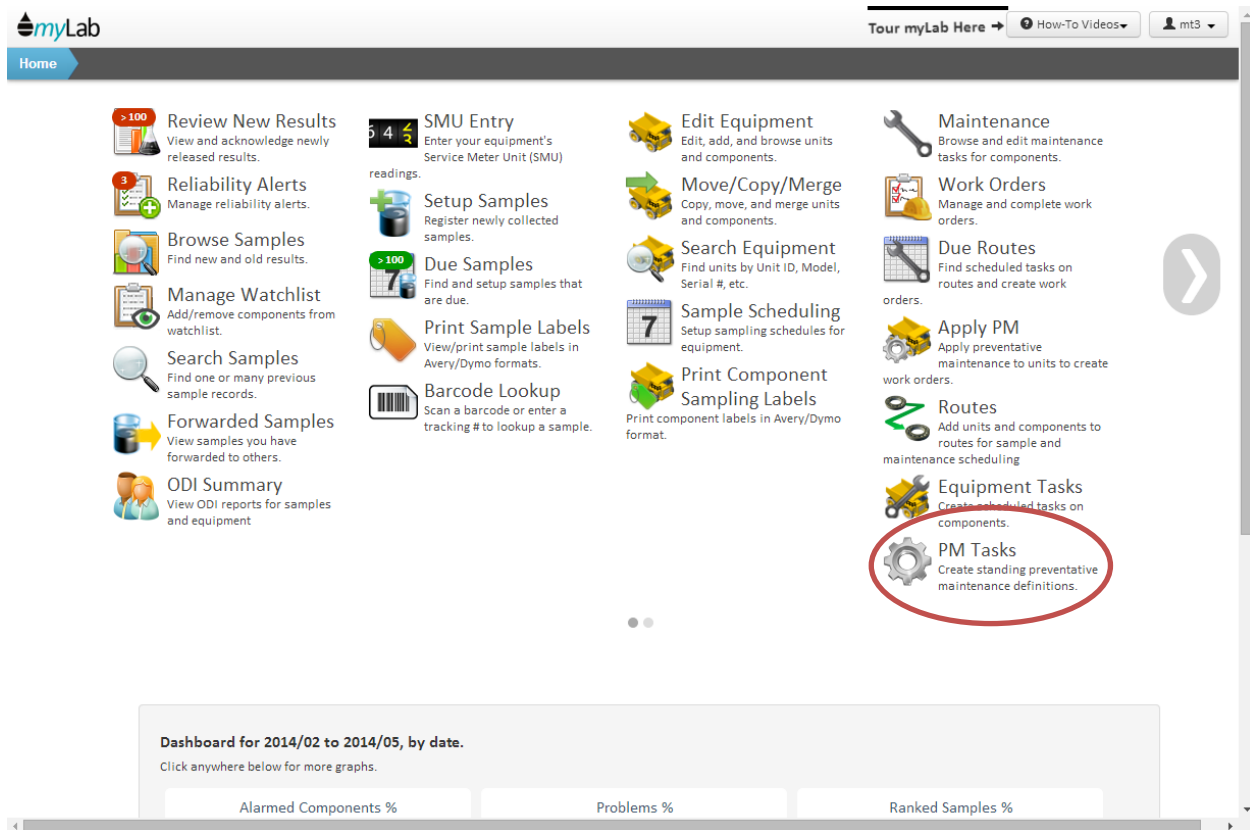 myLab
Tour myLab Here ➔
How-To Videos
mt3
Home
>100
Review New Results
View and acknowledge newly
released results.
3
Reliability Alerts
Manage reliability alerts.
Browse Samples
Find new and old results.
Manage Watchlist
Add/remove components from
watchlist.
Search Samples
Find one or many previous
sample records.
Forwarded Samples
View samples you have
forwarded to others.
ODI Summary
View ODI reports for samples
and equipment
SMU Entry
Enter your equipment's
Service Meter Unit (SMU)
readings.
Setup Samples
Register newly collected
samples.
>100
7
Due Samples
Find and setup samples that
are due.
Print Sample Labels
View/print sample labels in
Avery/Dymo formats.
Barcode Lookup
Scan a barcode or enter a
tracking # to lookup a sample.
Edit Equipment
Edit, add, and browse units
and components.
Move/Copy/Merge
Copy, move, and merge units
and components.
Search Equipment
Find units by Unit ID, Model,
Serial #, etc.
7
Sample Scheduling
Setup sampling schedules for
equipment.
Print Component
Sampling Labels
Print component labels in Avery/Dymo
format.
Maintenance
Browse and edit maintenance
tasks for components.
Work Orders
Manage and complete work
orders.
Due Routes
Find scheduled tasks on
routes and create work
orders.
Apply PM
Apply preventative
maintenance to units to create
work orders.
Routes
Add units and components to
routes for sample and
maintenance scheduling
Equipment Tasks
Create scheduled tasks on
components.
PM Tasks
Create standing preventative
maintenance definitions.
Dashboard for 2014/02 to 2014/05, by date.
Click anywhere below for more graphs.
Alarmed Components %
Problems %
Ranked Samples %